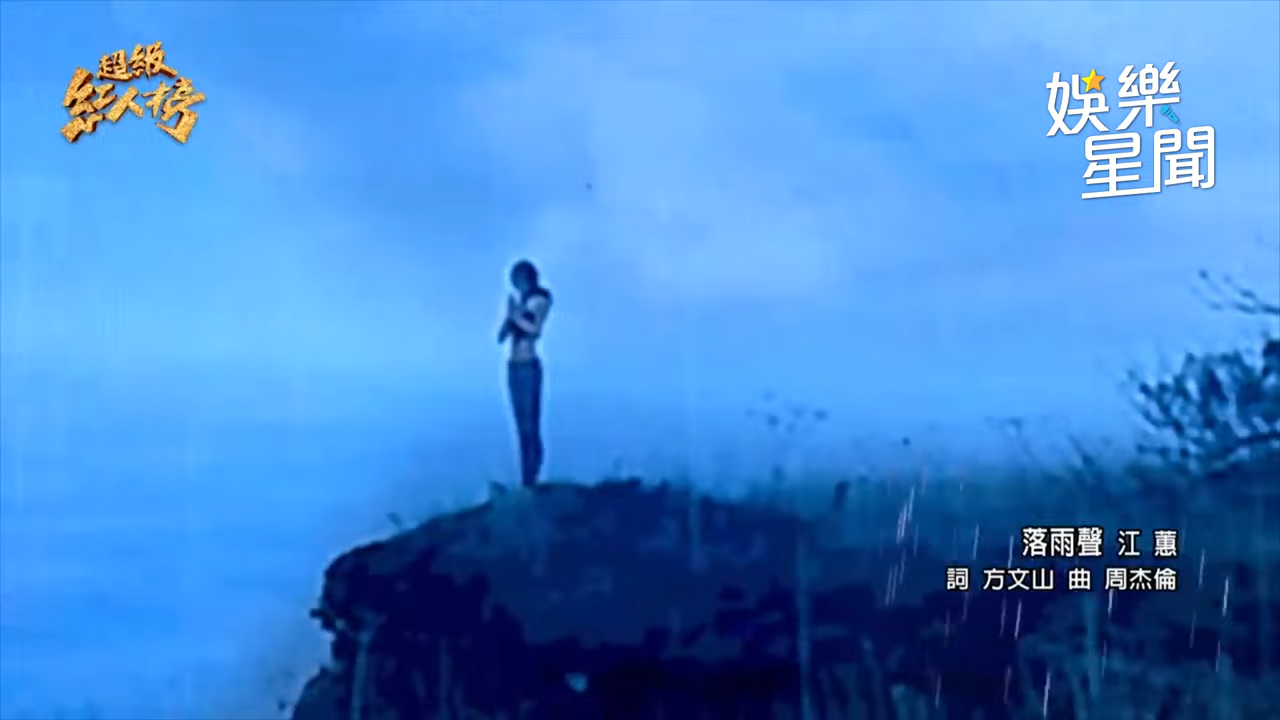 超級
紅人榜
娛樂
星聞
落雨聲 江 蕙
詞 方文山 曲 周杰倫